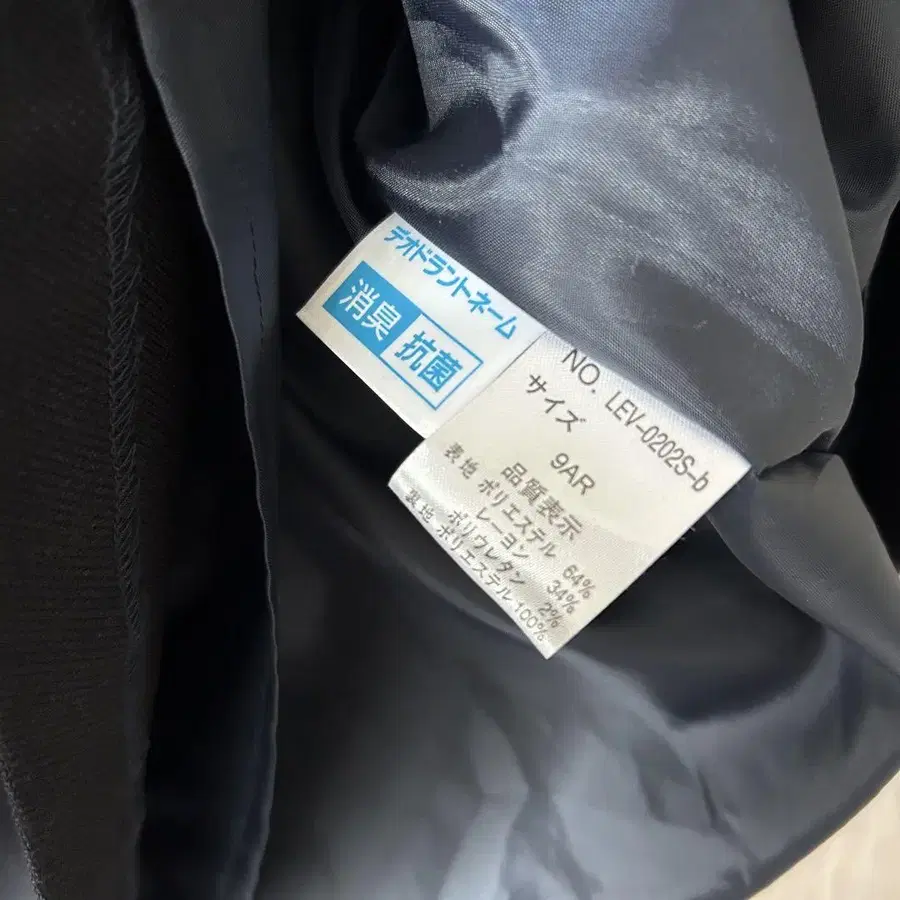 デオドラントネーム
消臭 抗菌
NO. LEV-0202S-b
サイズ
9AR
品質表示
表地 ポリエステル 64%
レーヨン 34%
ポリウレタン 2%
裏地 ポリエステル 100%